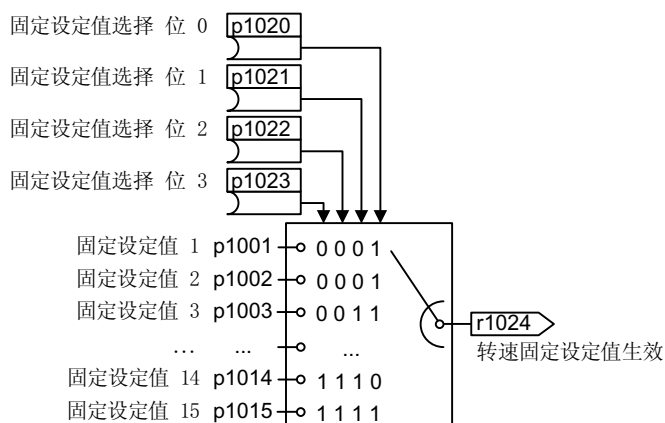 固定设定值选择 位 0 p1020
固定设定值选择 位 1 p1021
固定设定值选择 位 2 p1022
固定设定值选择 位 3 p1023
固定设定值 1 p1001 0 0 0 1
固定设定值 2 p1002 0 0 0 1
固定设定值 3 p1003 0 0 1 1
r1024
转速固定设定值生效
... ... ...
固定设定值 14 p1014 1 1 1 0
固定设定值 15 p1015 1 1 1 1